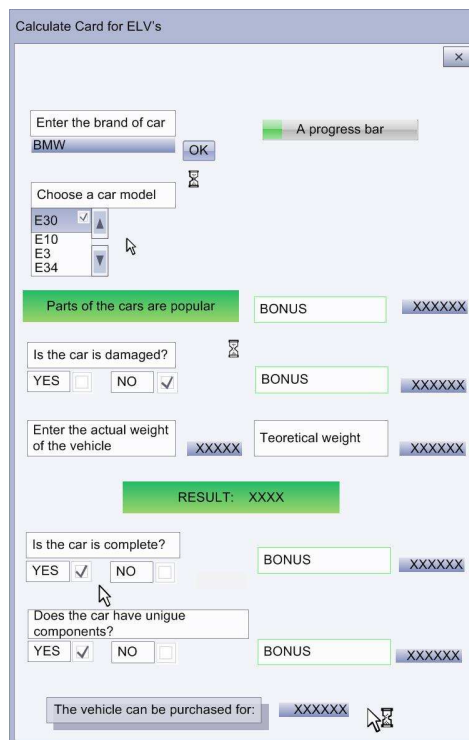 Calculate Card for ELV's
×
Enter the brand of car
A progress bar
BMW
OK
Choose a car model
E30
E10
E3
E34
Parts of the cars are popular
BONUS
XXXXXX
Is the car is damaged?
YES
NO
BONUS
XXXXXX
Enter the actual weight
of the vehicle
XXXXX
Teoretical weight
XXXXXX
RESULT: XXXX
Is the car is complete?
YES
NO
BONUS
XXXXXX
Does the car have unigue
components?
YES
NO
BONUS
XXXXXX
The vehicle can be purchased for:
XXXXXX